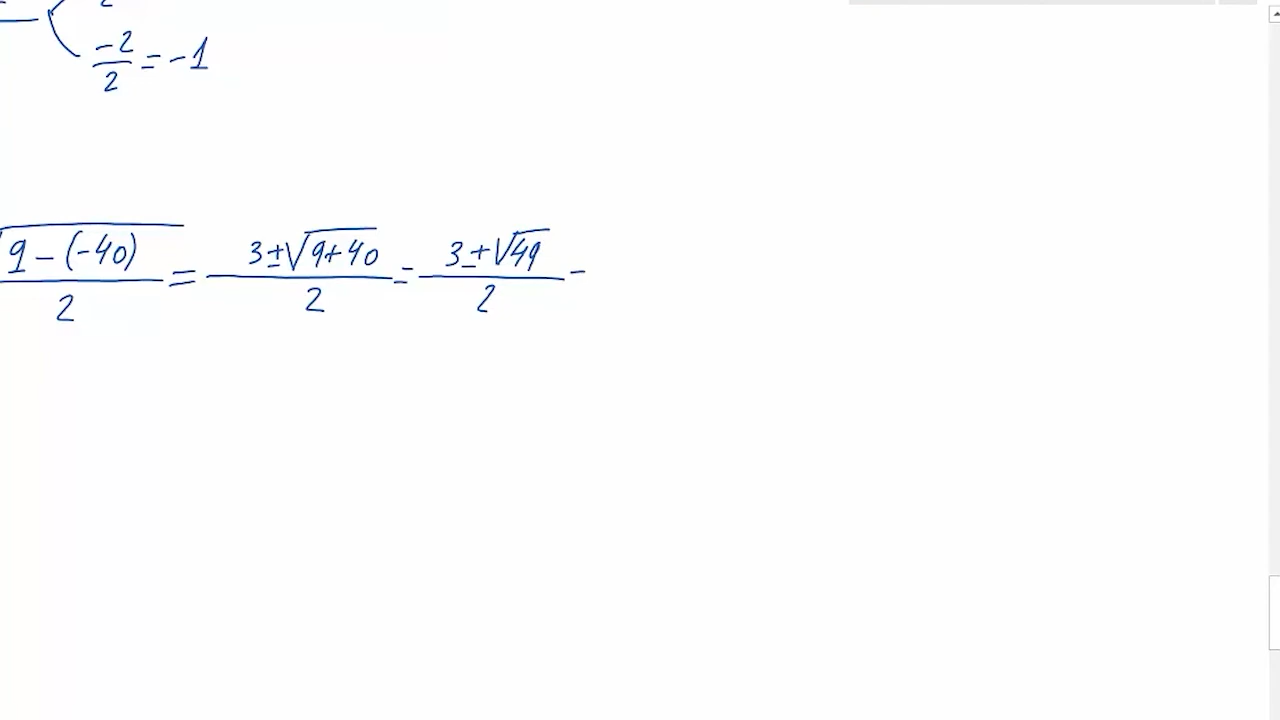 -2/2 = -1
√(9 - (-40))/2 = (3 ± √(9 + 40))/2 = (3 ± √49)/2 -